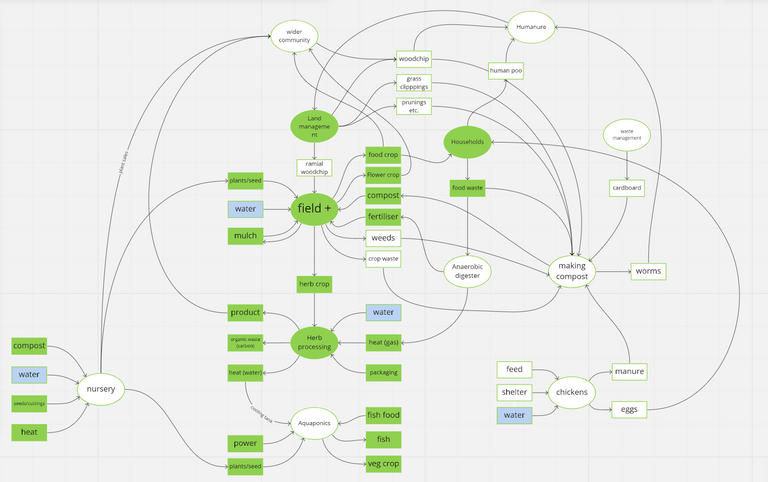 wider
community
Humanure
woodchip
human poo
grass
clipppings
prunings
etc.
Land
manageme
nt
waste
management
Households
plant sales
ramial
woodchip
food crop
Flower crop
plants/seed
food waste
cardboard
compost
water
field +
fertiliser
mulch
weeds
crop waste
Anaerobic
digester
making
compost
worms
herb crop
product
water
organic waste
(carbon)
Herb
processing
heat (gas)
compost
heat (water)
packaging
water
nursery
feed
manure
shelter
chickens
seeds/cuttings
water
eggs
cooling tank
fish food
heat
Aquaponics
power
fish
plants/seed
veg crop